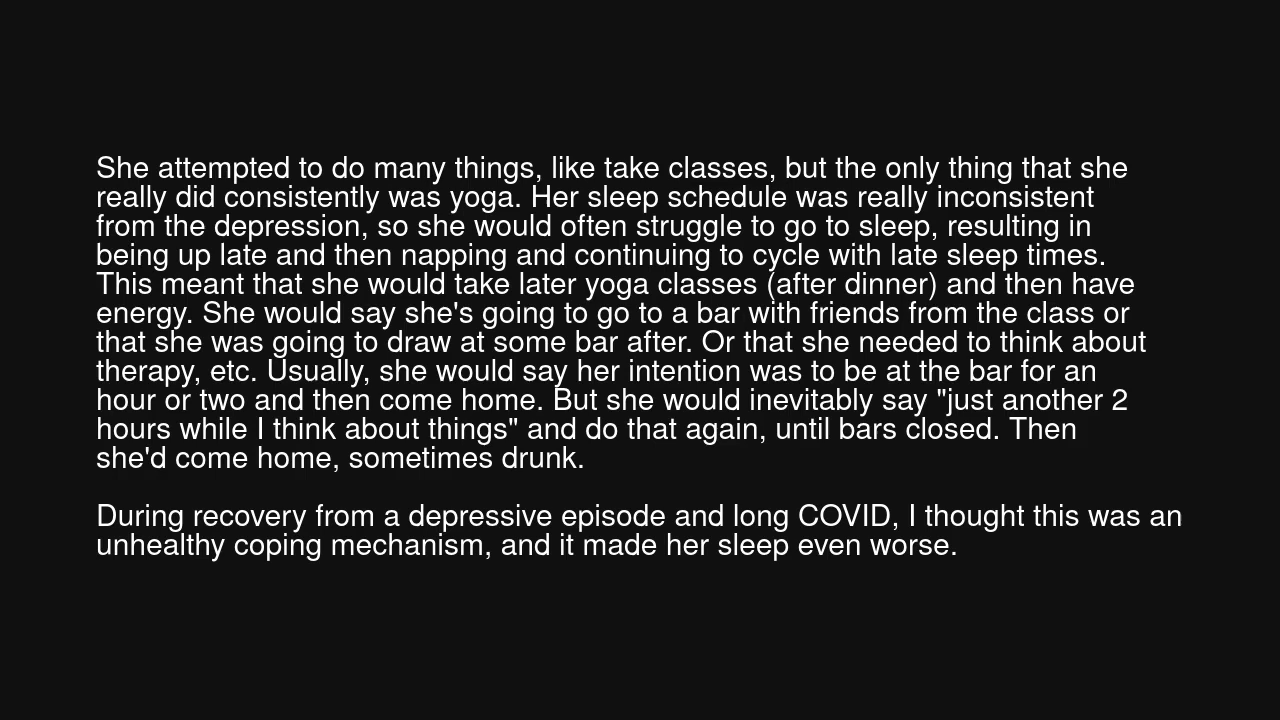 She attempted to do many things, like take classes, but the only thing that she
really did consistently was yoga. Her sleep schedule was really inconsistent
from the depression, so she would often struggle to go to sleep, resulting in
being up late and then napping and continuing to cycle with late sleep times.
This meant that she would take later yoga classes (after dinner) and then have
energy. She would say she's going to go to a bar with friends from the class or
that she was going to draw at some bar after. Or that she needed to think about
therapy, etc. Usually, she would say her intention was to be at the bar for an
hour or two and then come home. But she would inevitably say "just another 2
hours while I think about things" and do that again, until bars closed. Then
she'd come home, sometimes drunk.

During recovery from a depressive episode and long COVID, I thought this was an
unhealthy coping mechanism, and it made her sleep even worse.